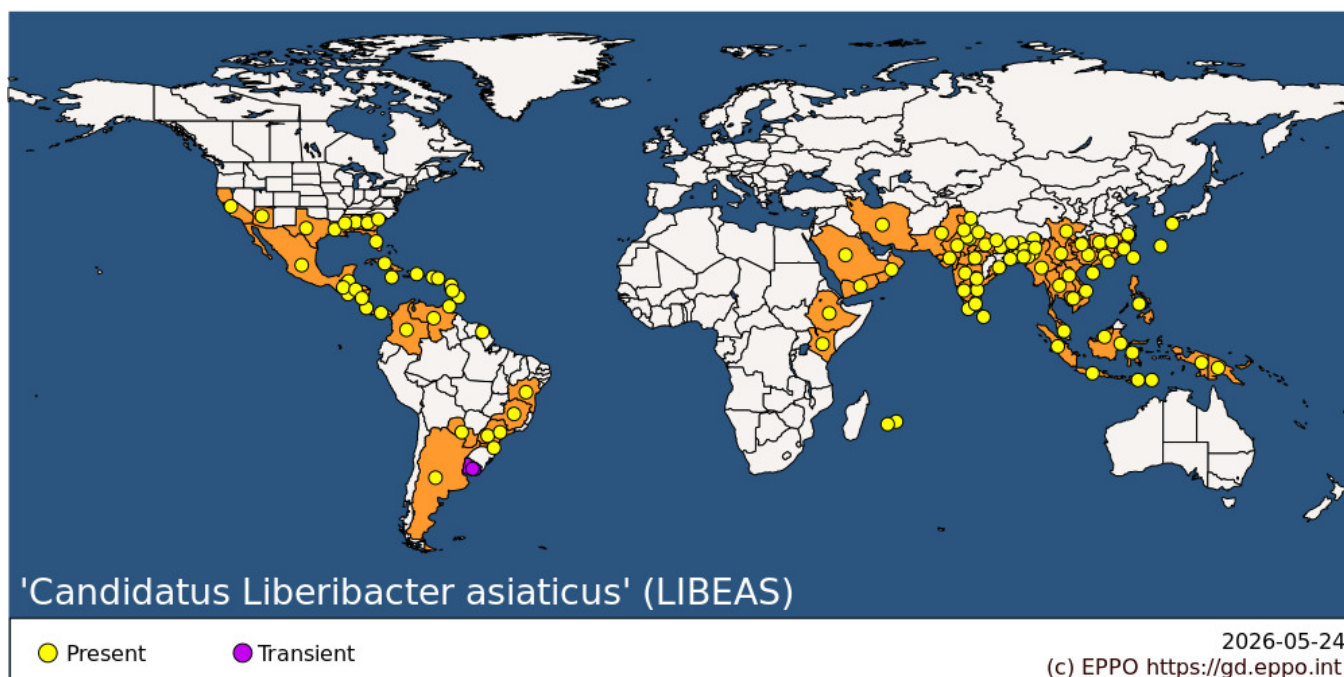 'Candidatus Liberibacter asiaticus' (LIBEAS)
Present
Transient
2026-05-24
(c) EPPO https://gd.eppo.int